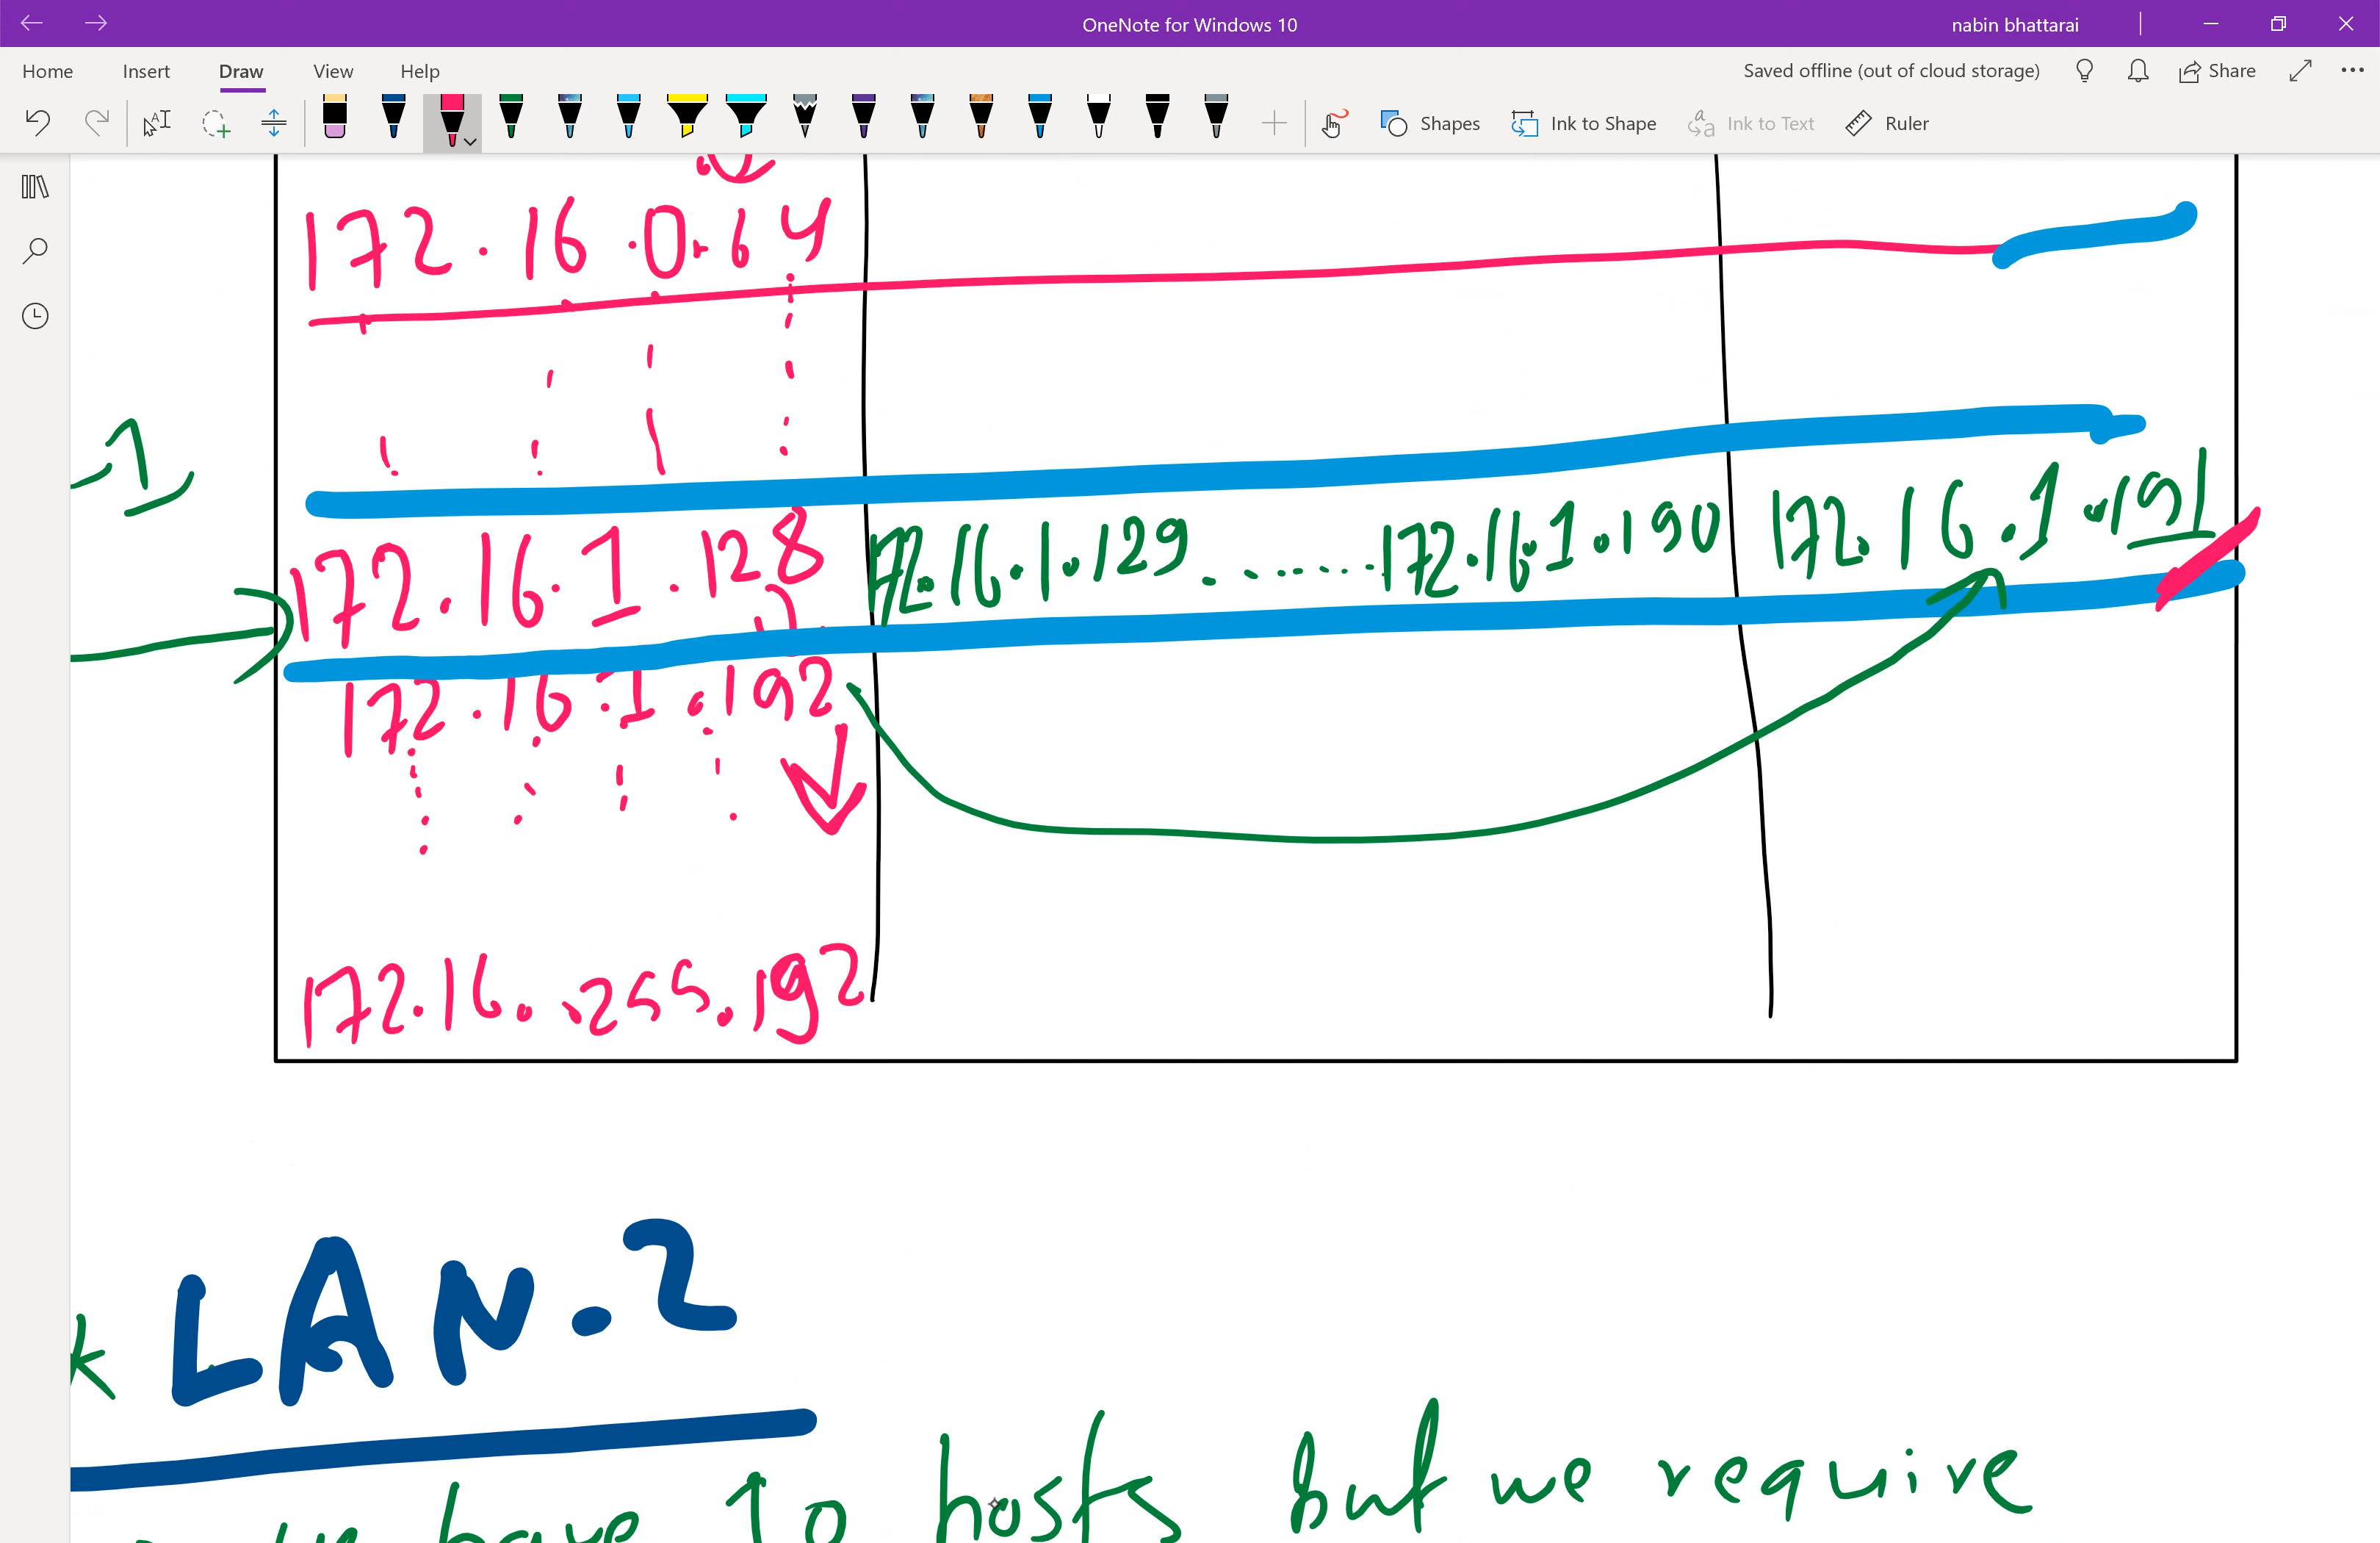 OneNote for Windows 10
nabin bhattarai
Home Insert Draw View Help
Saved offline (out of cloud storage) Share
Shapes Ink to Shape Ink to Text Ruler
172.16.0.64
-1
172.16.1.128 172.16.1.129.......172.16.1.190 172.16.1.191
172.16.1.192
172.16..255.192
k LAN.2
have 10 hosts but we require